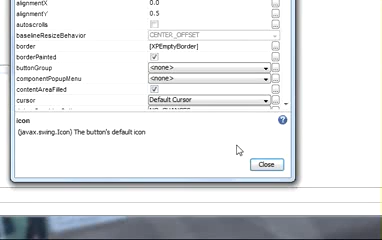 alignmentX 0.0
alignmentY 0.5
autoscrolls
baselineResizeBehavior CENTER_OFFSET
border [XPEmptyBorder]
borderPainted
buttonGroup <none>
componentPopupMenu <none>
contentAreaFilled
cursor Default Cursor
icon
(javax.swing.Icon) The button's default icon
Close